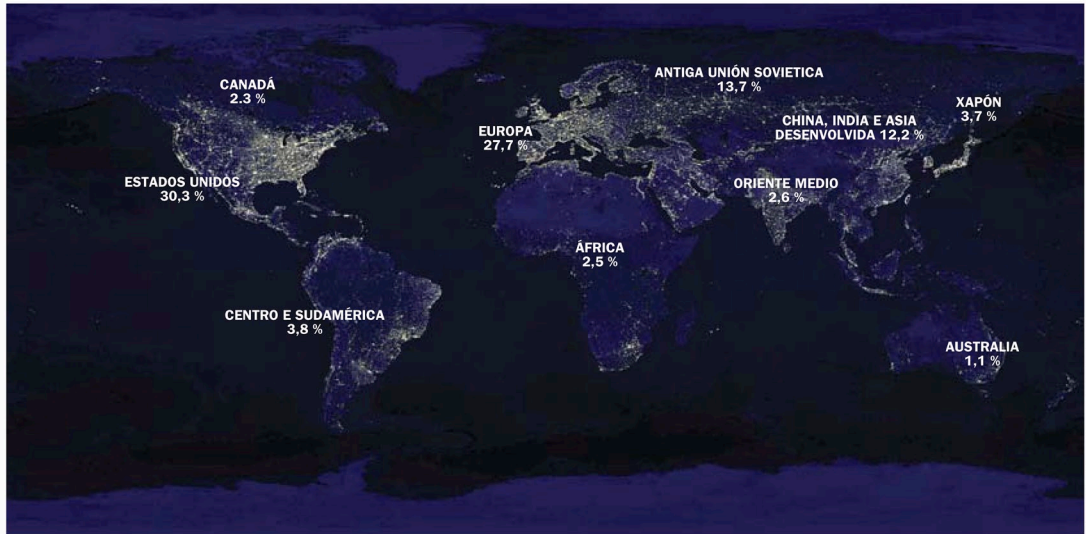 CANADÁ
2.3 %
ANTIGA UNIÓN SOVIETICA
13,7 %
XAPÓN
3,7 %
CHINA, INDIA E ASIA
DESENVOLVIDA 12,2 %
EUROPA
27,7 %
ESTADOS UNIDOS
30,3 %
ORIENTE MEDIO
2,6 %
ÁFRICA
2,5 %
CENTRO E SUDAMÉRICA
3,8 %
AUSTRALIA
1,1 %